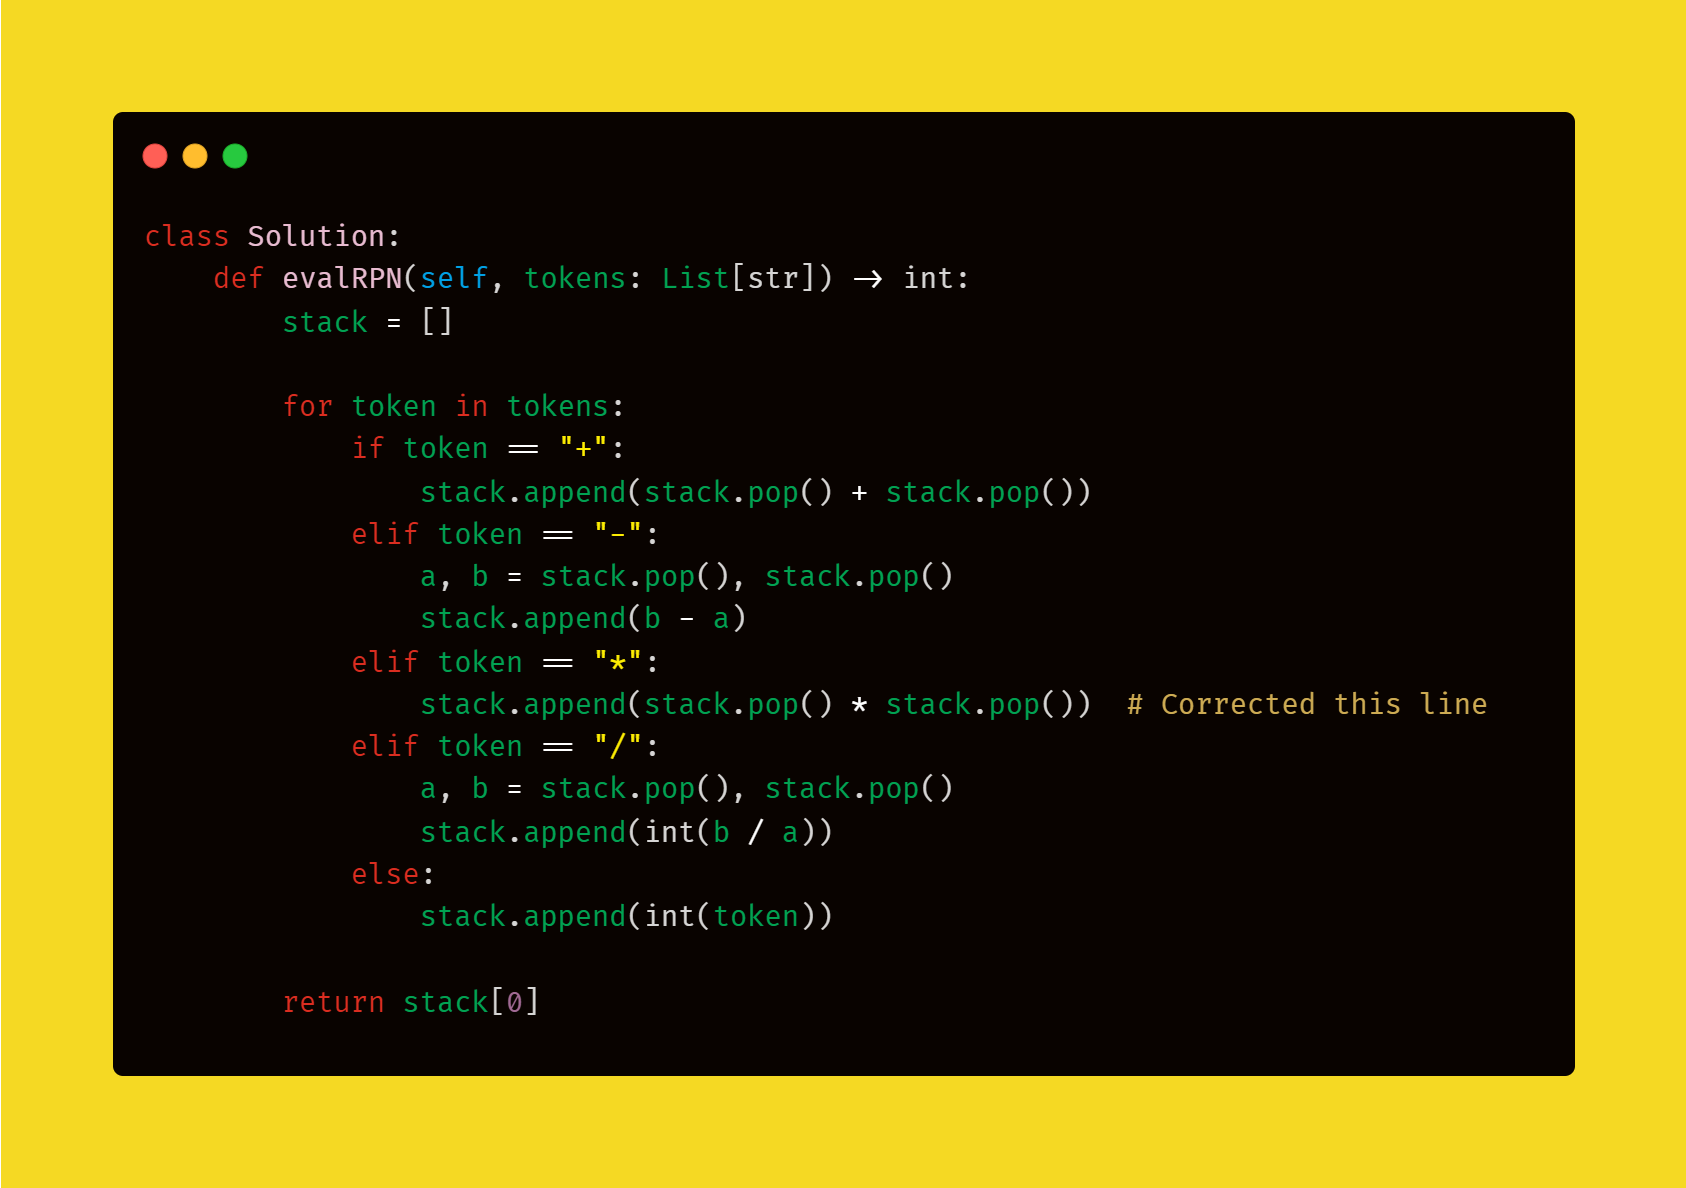 class Solution:
    def evalRPN(self, tokens: List[str]) -> int:
        stack = []

        for token in tokens:
            if token == "+":
                stack.append(stack.pop() + stack.pop())
            elif token == "-":
                a, b = stack.pop(), stack.pop()
                stack.append(b - a)
            elif token == "*":
                stack.append(stack.pop() * stack.pop())  # Corrected this line
            elif token == "/":
                a, b = stack.pop(), stack.pop()
                stack.append(int(b / a))
            else:
                stack.append(int(token))

        return stack[0]